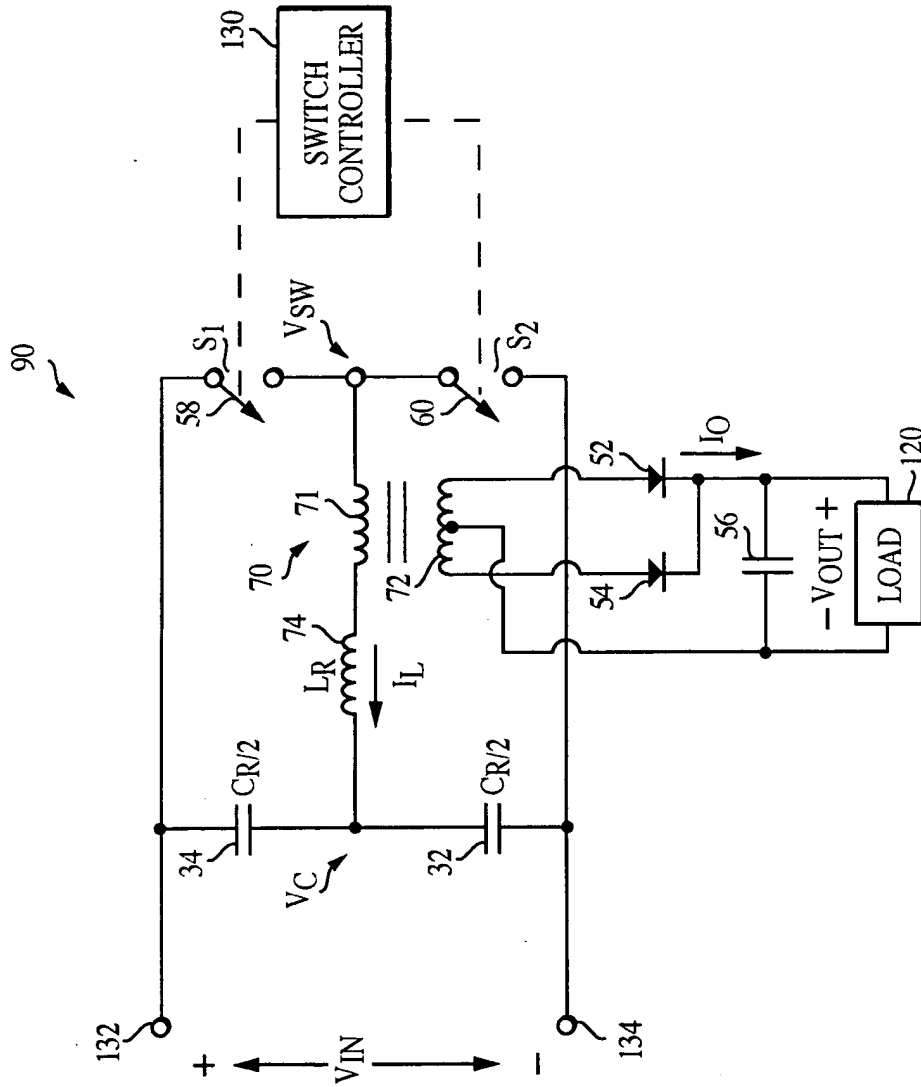 90
130
SWITCH
CONTROLLER
S1
58
VSW
60
S2
70
71
74
LR
IL
72
52
54
IO
56
- VOUT +
LOAD
120
34
CR/2
VC
32
CR/2
132
+
VIN
-
134